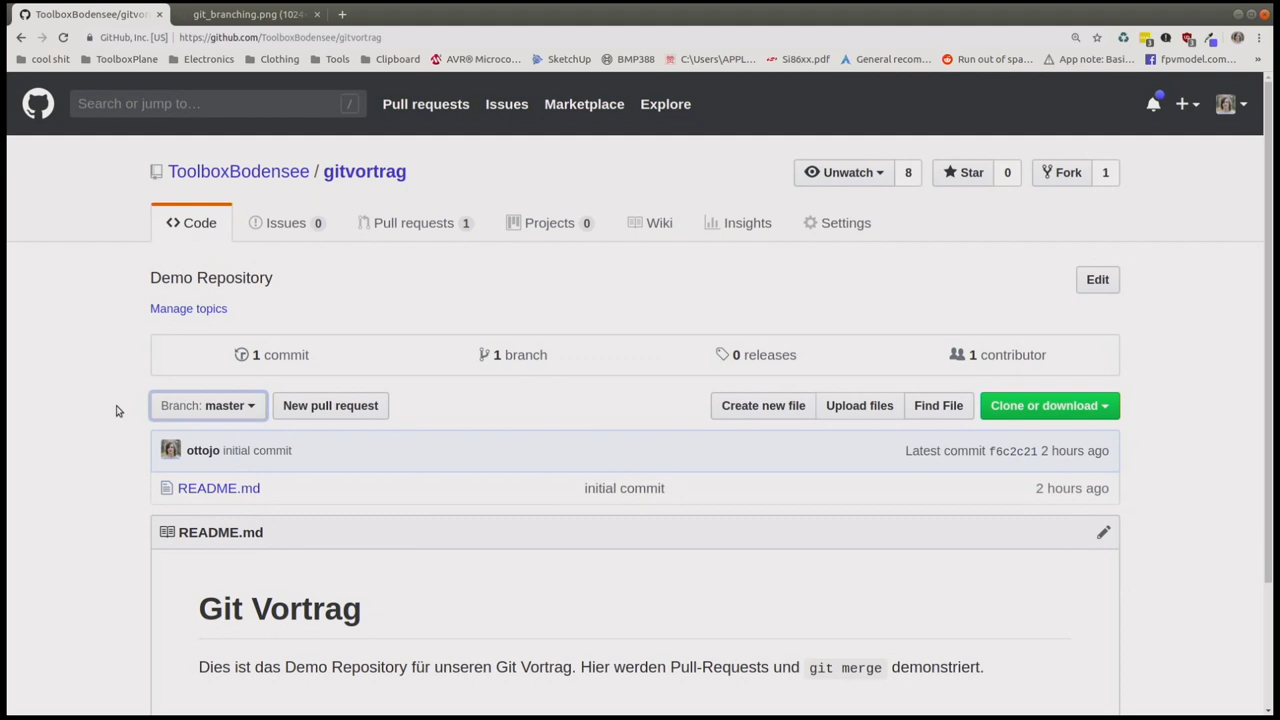 ToolboxBodensee/gitvor
git_branching.png (1024
GitHub, Inc. [US]
https://github.com/ToolboxBodensee/gitvortrag
3
3
cool shit
ToolboxPlane
Electronics
Clothing
Tools
Clipboard
AVR® Microco…
SketchUp
BMP388
C:\Users\APPL…
Si86xx.pdf
General recom…
Run out of spa…
App note: Basi…
fpvmodel.com…
»
Search or jump to…
/
Pull requests
Issues
Marketplace
Explore
ToolboxBodensee / gitvortrag
Unwatch
8
Star
0
Fork
1
Code
Issues 0
Pull requests 1
Projects 0
Wiki
Insights
Settings
Demo Repository
Edit
Manage topics
1 commit
1 branch
0 releases
1 contributor
Branch: master
New pull request
Create new file
Upload files
Find File
Clone or download
ottojo initial commit
Latest commit f6c2c21 2 hours ago
README.md
initial commit
2 hours ago
README.md
Git Vortrag
Dies ist das Demo Repository für unseren Git Vortrag. Hier werden Pull-Requests und git merge demonstriert.